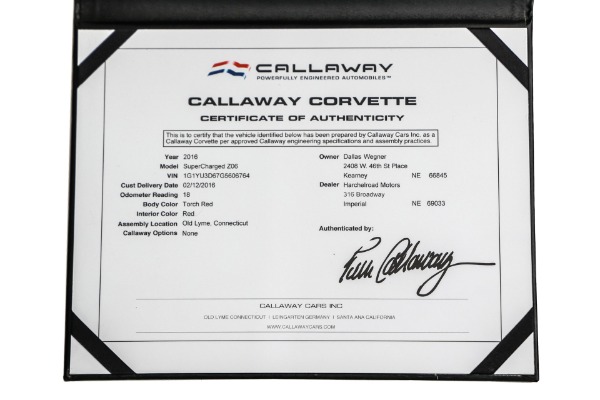 CALLAWAY
POWERFULLY ENGINEERED AUTOMOBILES™
CALLAWAY CORVETTE
CERTIFICATE OF AUTHENTICITY
This is to certify that the vehicle identified below has been prepared by Callaway Cars Inc. as a
Callaway Corvette per approved Callaway engineering specifications and assembly practices.
Year 2016
Model SuperCharged Z06
VIN 1G1YU3D67G5606764
Cust Delivery Date 02/12/2016
Odometer Reading 18
Body Color Torch Red
Interior Color Red
Assembly Location Old Lyme, Connecticut
Callaway Options None
Owner Dallas Wegner
2408 W. 46th St Place
Kearney NE 66845
Dealer Harchelroad Motors
315 Broadway
Imperial NE 69033
Authenticated by:
Callaway
CALLAWAY CARS INC
OLD LYME CONNECTICUT | LEINGARTEN GERMANY | SANTA ANA CALIFORNIA
WWW.CALLAWAYCARS.COM